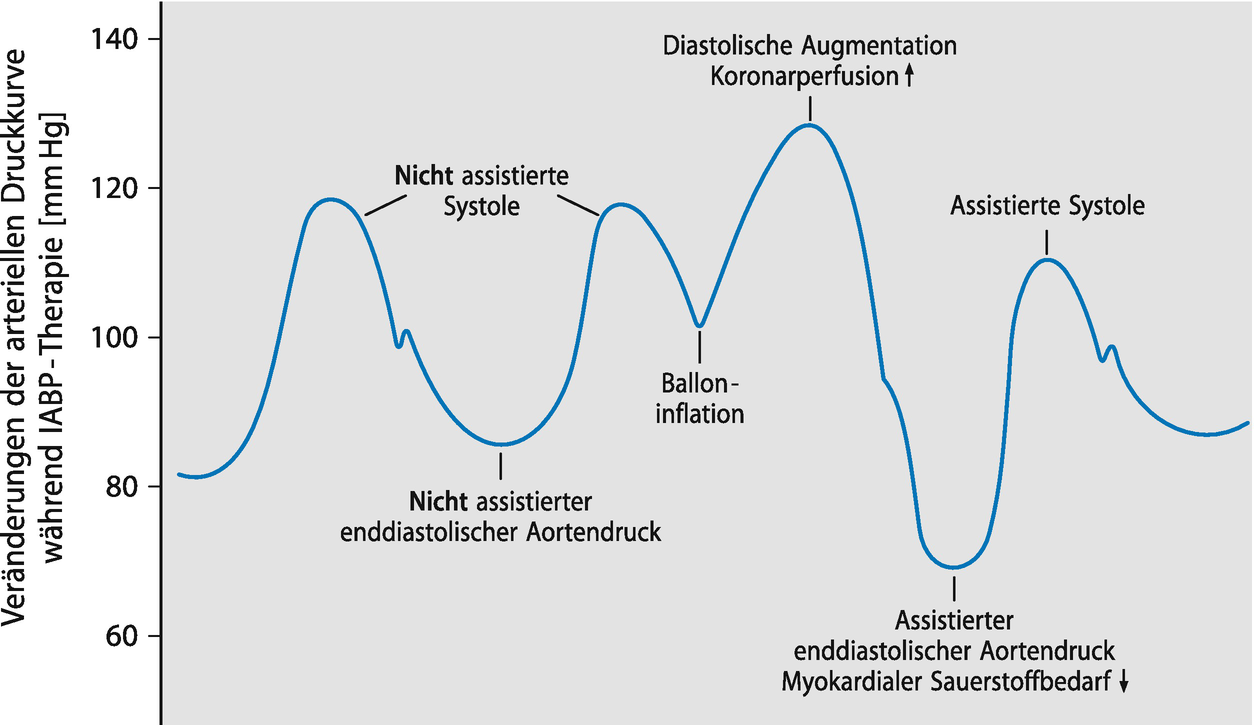 Veränderungen der arteriellen Druckkurve
während IABP-Therapie [mm Hg]
140
120
100
80
60
Nicht assistierte
Systole
Nicht assistierter
enddiastolischer Aortendruck
Ballon-
inflation
Diastolische Augmentation
Koronarperfusion ↑
Assistierte Systole
Assistierter
enddiastolischer Aortendruck
Myokardialer Sauerstoffbedarf ↓